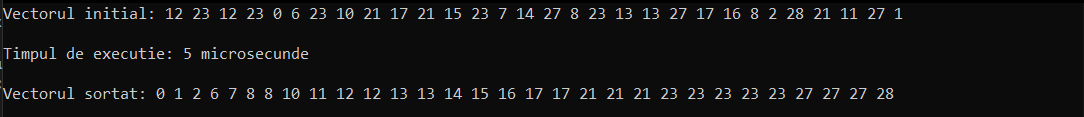 Vectorul initial: 12 23 12 23 0 6 23 10 21 17 21 15 23 7 14 27 8 23 13 13 27 17 16 8 2 28 21 11 27 1
Timpul de executie: 5 microsecunde
Vectorul sortat: 0 1 2 6 7 8 8 10 11 12 12 13 13 14 15 16 17 17 21 21 21 23 23 23 23 23 27 27 27 28